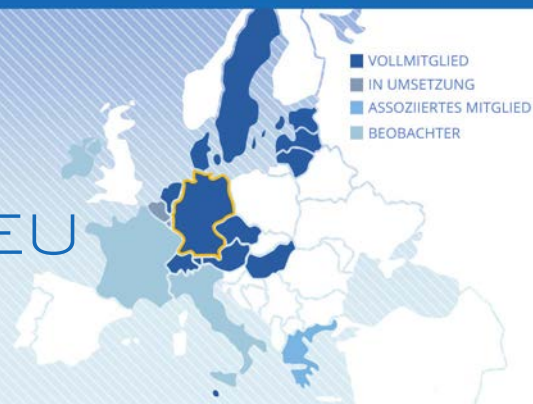 VOLLMITGLIED
IN UMSETZUNG
ASSOZIIERTES MITGLIED
BEOBACHTER
EU